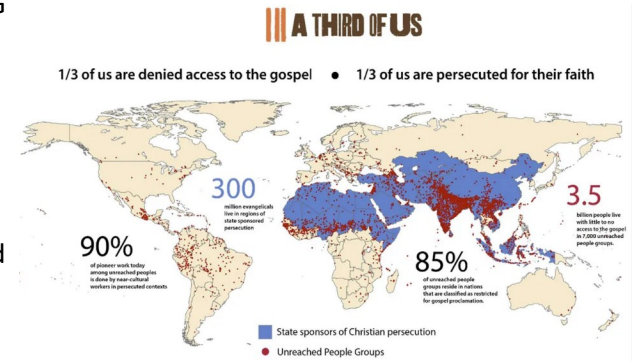 A THIRD OF US
1/3 of us are denied access to the gospel ● 1/3 of us are persecuted for their faith
300
million evangelicals
live in regions of
state sponsored
persecution
3.5
billion people live
with little to no
access to the gospel
in 7,000 unreached
people groups.
90%
of pioneer work today
among unreached peoples
is done by near-cultural
workers in persecuted contexts
85%
of unreached people
groups reside in nations
that are classified as restricted
for gospel proclamation.
State sponsors of Christian persecution
Unreached People Groups